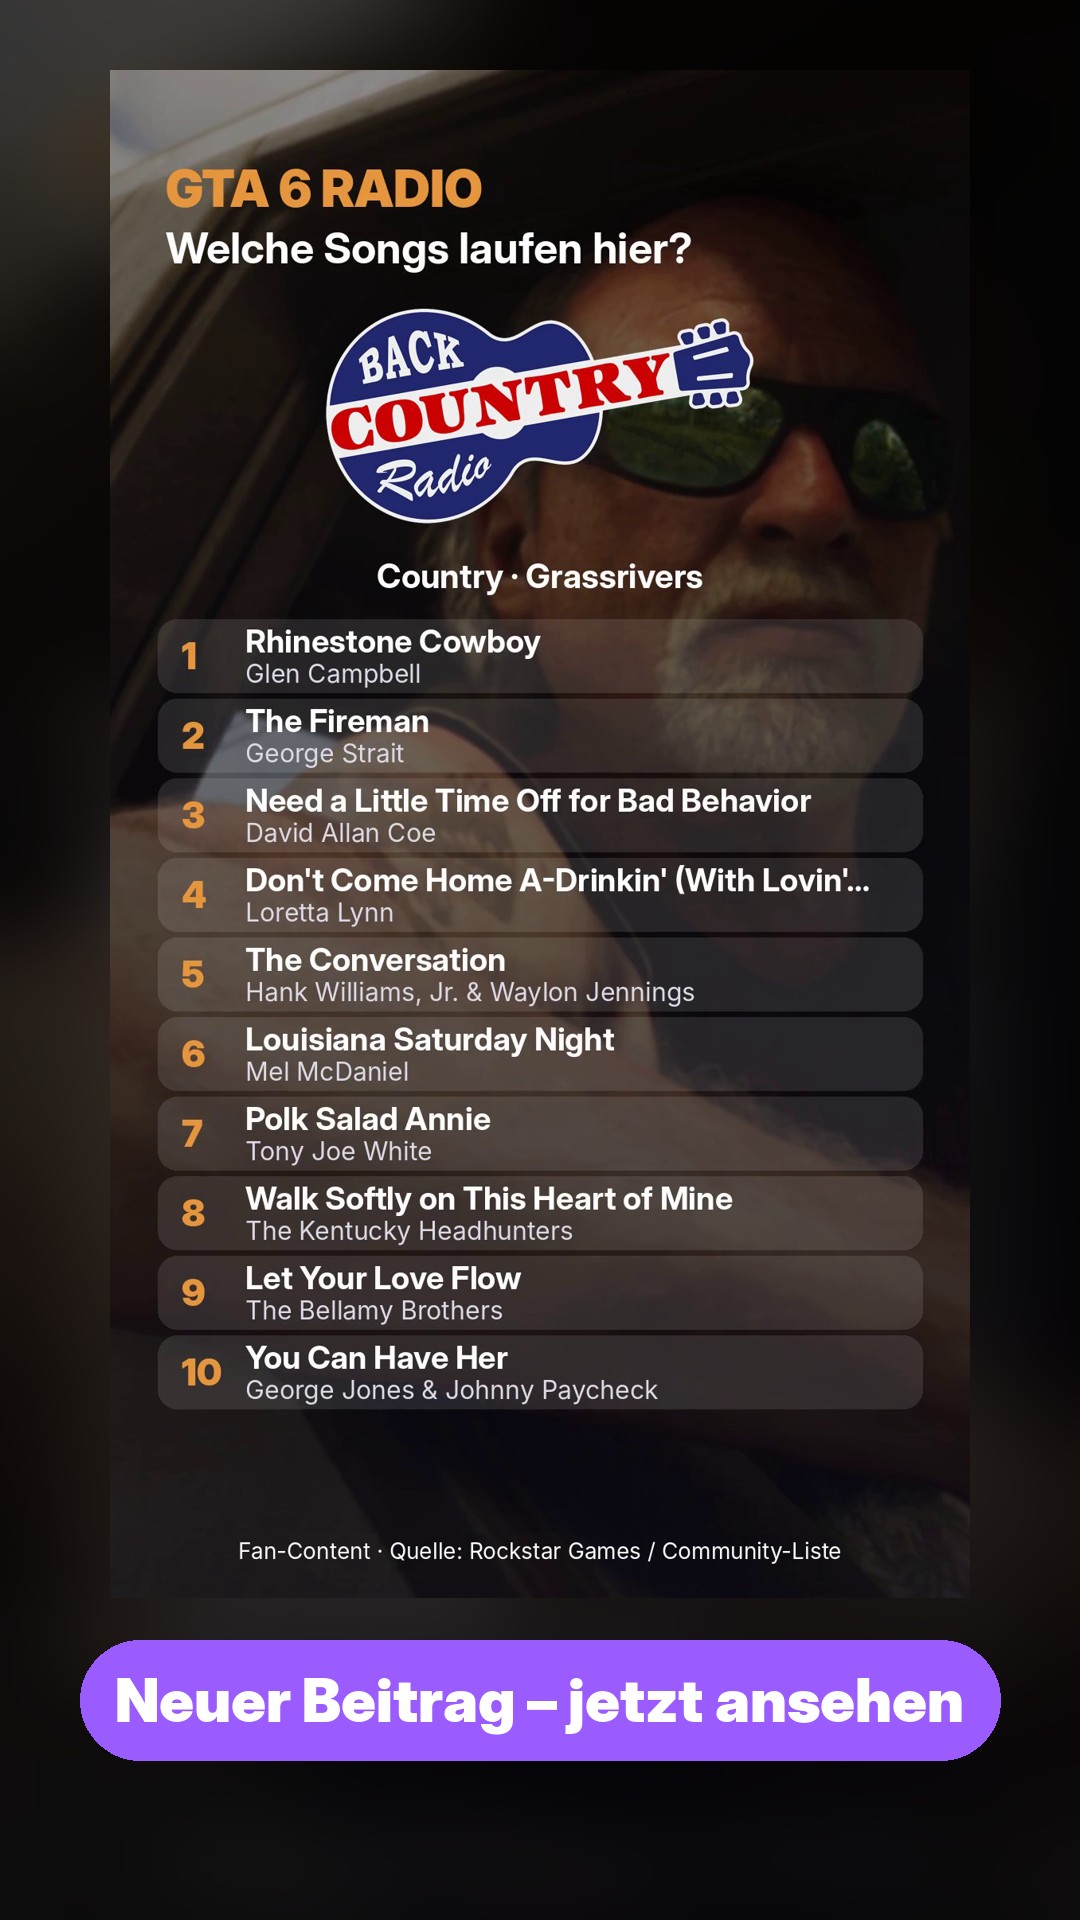 GTA 6 RADIO
Welche Songs laufen hier?
BACK
COUNTRY
Radio
Country · Grassrivers
1
Rhinestone Cowboy
Glen Campbell
2
The Fireman
George Strait
3
Need a Little Time Off for Bad Behavior
David Allan Coe
4
Don't Come Home A-Drinkin' (With Lovin'...
Loretta Lynn
5
The Conversation
Hank Williams, Jr. & Waylon Jennings
6
Louisiana Saturday Night
Mel McDaniel
7
Polk Salad Annie
Tony Joe White
8
Walk Softly on This Heart of Mine
The Kentucky Headhunters
9
Let Your Love Flow
The Bellamy Brothers
10
You Can Have Her
George Jones & Johnny Paycheck
Fan-Content · Quelle: Rockstar Games / Community-Liste
Neuer Beitrag – jetzt ansehen